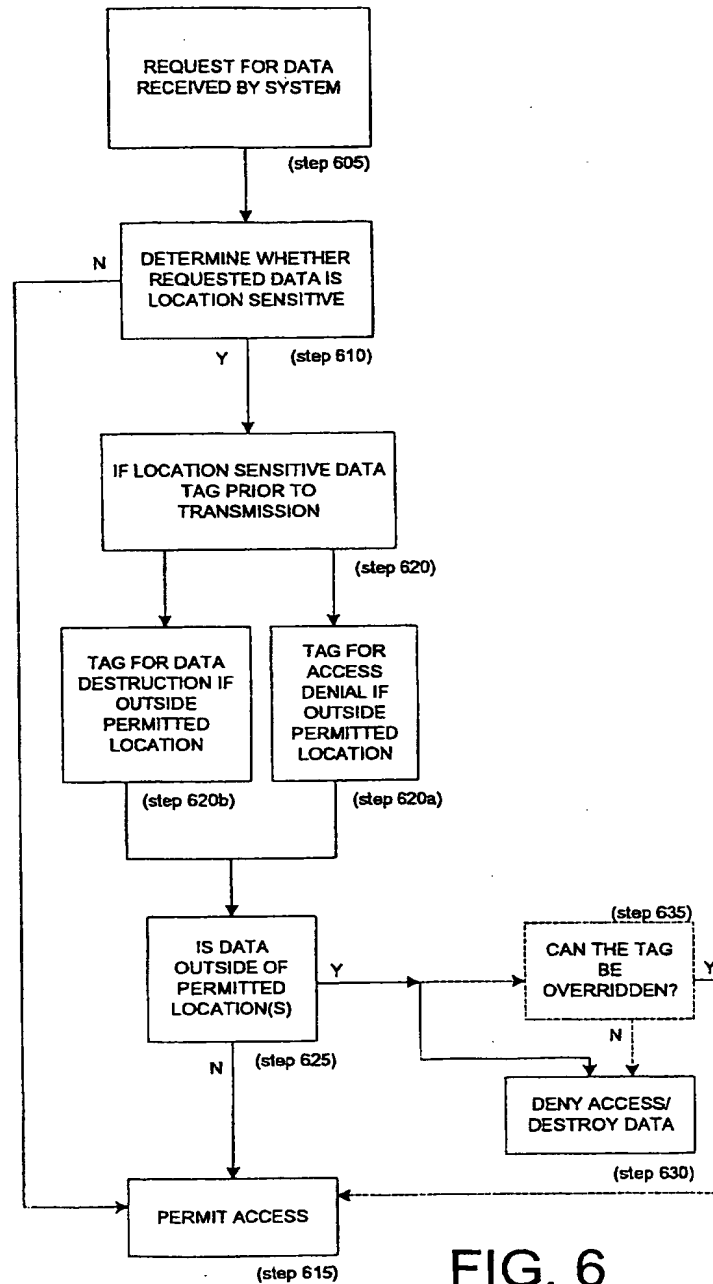 REQUEST FOR DATA
RECEIVED BY SYSTEM
(step 605)
N
DETERMINE WHETHER
REQUESTED DATA IS
LOCATION SENSITIVE
Y
(step 610)
IF LOCATION SENSITIVE DATA
TAG PRIOR TO
TRANSMISSION
(step 620)
TAG FOR DATA
DESTRUCTION IF
OUTSIDE
PERMITTED
LOCATION
(step 620b)
TAG FOR
ACCESS
DENIAL IF
OUTSIDE
PERMITTED
LOCATION
(step 620a)
IS DATA
OUTSIDE OF
PERMITTED
LOCATION(S)
Y
N
(step 625)
(step 635)
CAN THE TAG
BE
OVERRIDDEN?
Y
N
DENY ACCESS/
DESTROY DATA
(step 630)
PERMIT ACCESS
(step 615)
FIG. 6